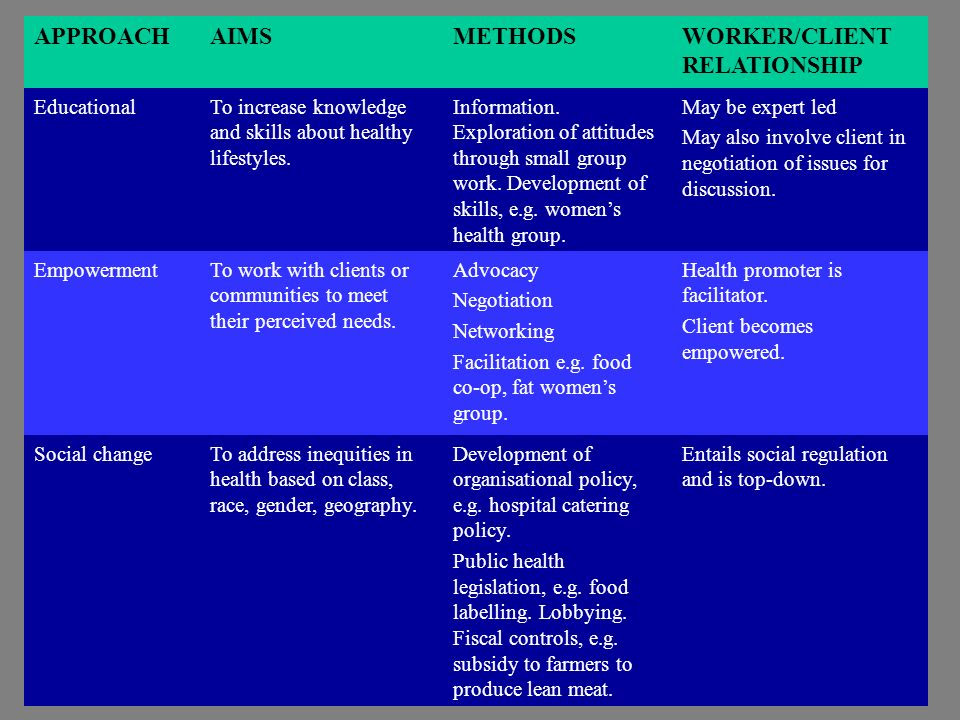 APPROACH AIMS METHODS WORKER/CLIENT
RELATIONSHIP
Educational
To increase knowledge
and skills about healthy
lifestyles.
Information.
Exploration of attitudes
through small group
work. Development of
skills, e.g. women’s
health group.
May be expert led
May also involve client in
negotiation of issues for
discussion.
Empowerment
To work with clients or
communities to meet
their perceived needs.
Advocacy
Negotiation
Networking
Facilitation e.g. food
co-op, fat women’s
group.
Health promoter is
facilitator.
Client becomes
empowered.
Social change
To address inequities in
health based on class,
race, gender, geography.
Development of
organisational policy,
e.g. hospital catering
policy.
Public health
legislation, e.g. food
labelling. Lobbying.
Fiscal controls, e.g.
subsidy to farmers to
produce lean meat.
Entails social regulation
and is top-down.